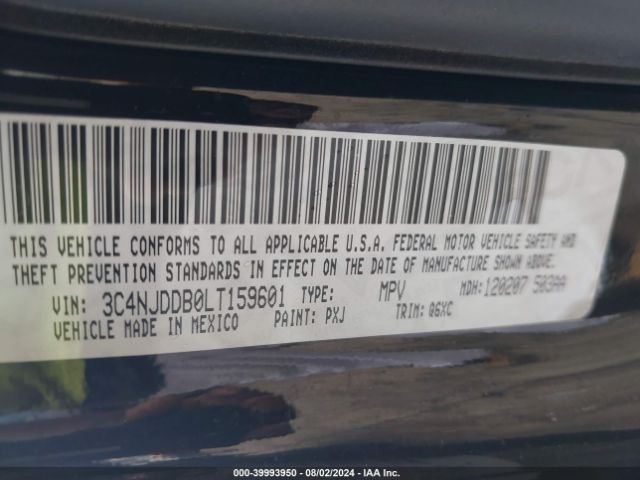 THIS VEHICLE CONFORMS TO ALL APPLICABLE U.S.A. FEDERAL MOTOR VEHICLE SAFETY AND
THEFT PREVENTION STANDARDS IN EFFECT ON THE DATE OF MANUFACTURE SHOWN ABOVE.
VIN: 3C4NJDDB0LT159601 TYPE: MPV MDH: 120207 503AA
VEHICLE MADE IN MEXICO PAINT: PXJ TRIM: Q6XC
000-39993950 - 08/02/2024 - IAA Inc.